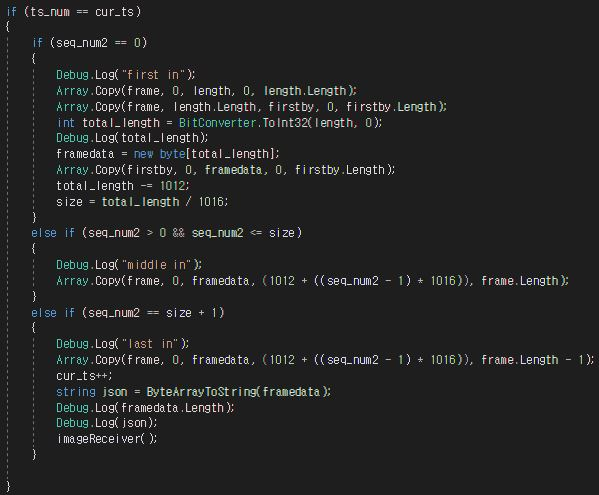 if (ts_num == cur_ts)
{
if (seq_num2 == 0)
{
Debug.Log("first in");
Array.Copy(frame, 0, length, 0, length.Length);
Array.Copy(frame, length.Length, firstby, 0, firstby.Length);
int total_length = BitConverter.ToInt32(length, 0);
Debug.Log(total_length);
framedata = new byte[total_length];
Array.Copy(firstby, 0, framedata, 0, firstby.Length);
total_length -= 1012;
size = total_length / 1016;
}
else if (seq_num2 > 0 && seq_num2 <= size)
{
Debug.Log("middle in");
Array.Copy(frame, 0, framedata, (1012 + ((seq_num2 - 1) * 1016)), frame.Length);
}
else if (seq_num2 == size + 1)
{
Debug.Log("last in");
Array.Copy(frame, 0, framedata, (1012 + ((seq_num2 - 1) * 1016)), frame.Length - 1);
cur_ts++;
string json = ByteArrayToString(framedata);
Debug.Log(framedata.Length);
Debug.Log(json);
imageReceiver();
}
}